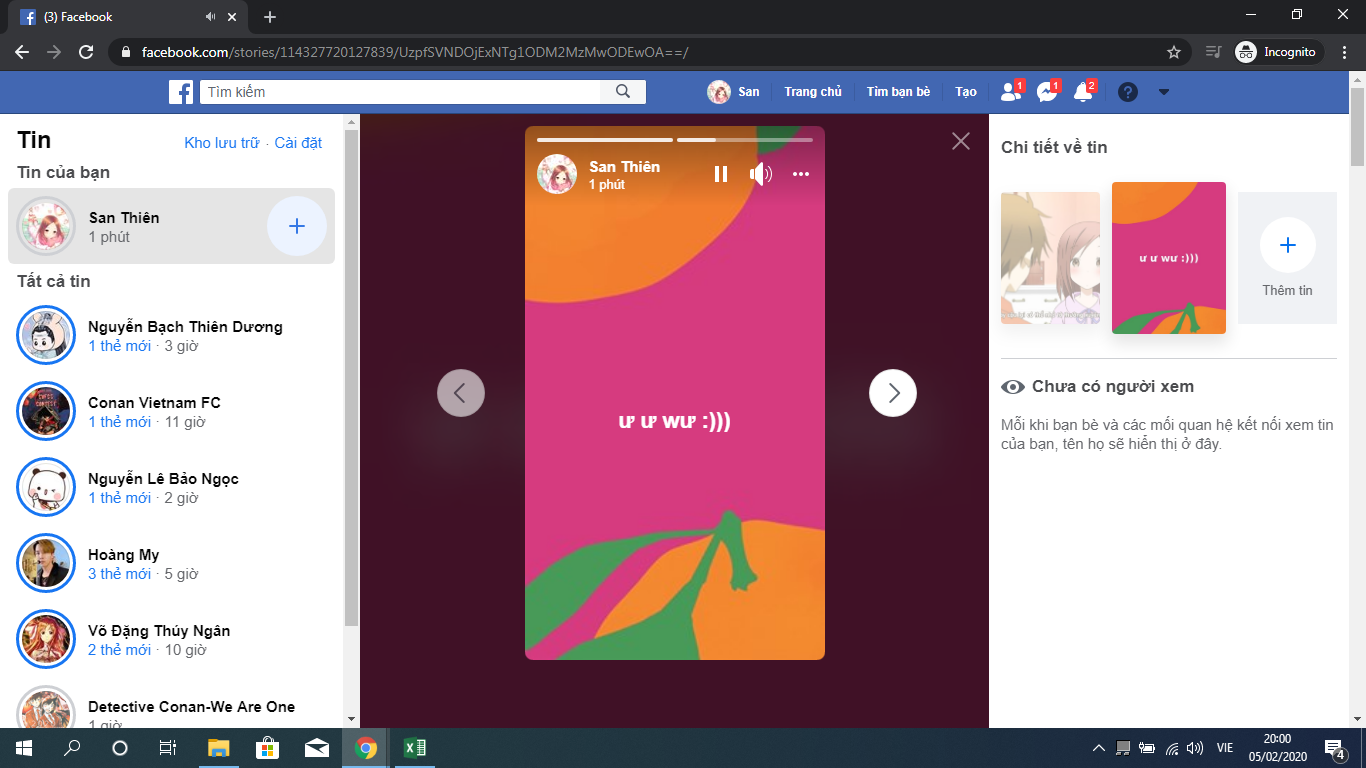 (3) Facebook
facebook.com/stories/114327720127839/UzpfSVNDOjExNTg1ODM2MzMwODEwOA==/
Incognito
Tìm kiếm
San
Trang chủ
Tìm bạn bè
Tạo
1
1
2
Tin
Kho lưu trữ · Cài đặt
Tin của bạn
San Thiên
1 phút
Tất cả tin
Nguyễn Bạch Thiên Dương
1 thẻ mới · 3 giờ
Conan Vietnam FC
1 thẻ mới · 11 giờ
Nguyễn Lê Bảo Ngọc
1 thẻ mới · 2 giờ
Hoàng My
3 thẻ mới · 5 giờ
Võ Đặng Thúy Ngân
2 thẻ mới · 10 giờ
Detective Conan-We Are One
1 giờ
San Thiên
1 phút
ư ư wư :)))
Chi tiết về tin
ư ư wư :)))
Thêm tin
Chưa có người xem
Mỗi khi bạn bè và các mối quan hệ kết nối xem tin
của bạn, tên họ sẽ hiển thị ở đây.
VIE
20:00
05/02/2020
4